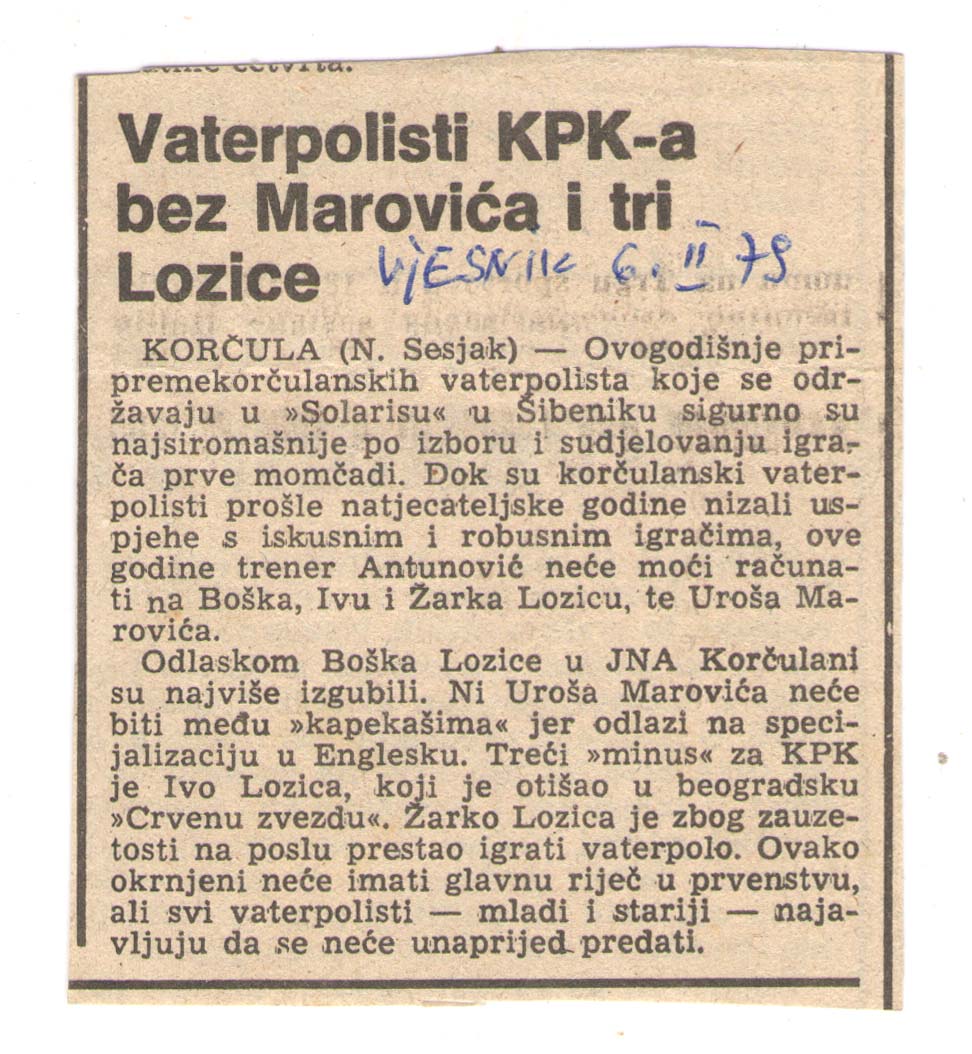 četvrta.
Vaterpolisti KPK-a
bez Marovića i tri
Lozice
VJESNIK 6. II 79
KORČULA (N. Sesjak) — Ovogodišnje pri-
premekorčulanskih vaterpolista koje se odr-
žavaju u »Solarisu« u Šibeniku sigurno su
najsiromašnije po izboru i sudjelovanju igra-
ča prve momčadi. Dok su korčulanski vater-
polisti prošle natjecateljske godine nizali us-
pjehe s iskusnim i robusnim igračima, ove
godine trener Antunović neće moći računa-
ti na Boška, Ivu i Žarka Lozicu, te Uroša Ma-
rovića.
Odlaskom Boška Lozice u JNA Korčulani
su najviše izgubili. Ni Uroša Marovića neće
biti među »kapekašima« jer odlazi na speci-
jalizaciju u Englesku. Treći »minus« za KPK
je Ivo Lozica, koji je otišao u beogradsku
»Crvenu zvezdu«. Žarko Lozica je zbog zauze-
tosti na poslu prestao igrati vaterpolo. Ovako
okrnjeni neće imati glavnu riječ u prvenstvu,
ali svi vaterpolisti — mladi i stariji — naja-
vljuju da se neće unaprijed predati.